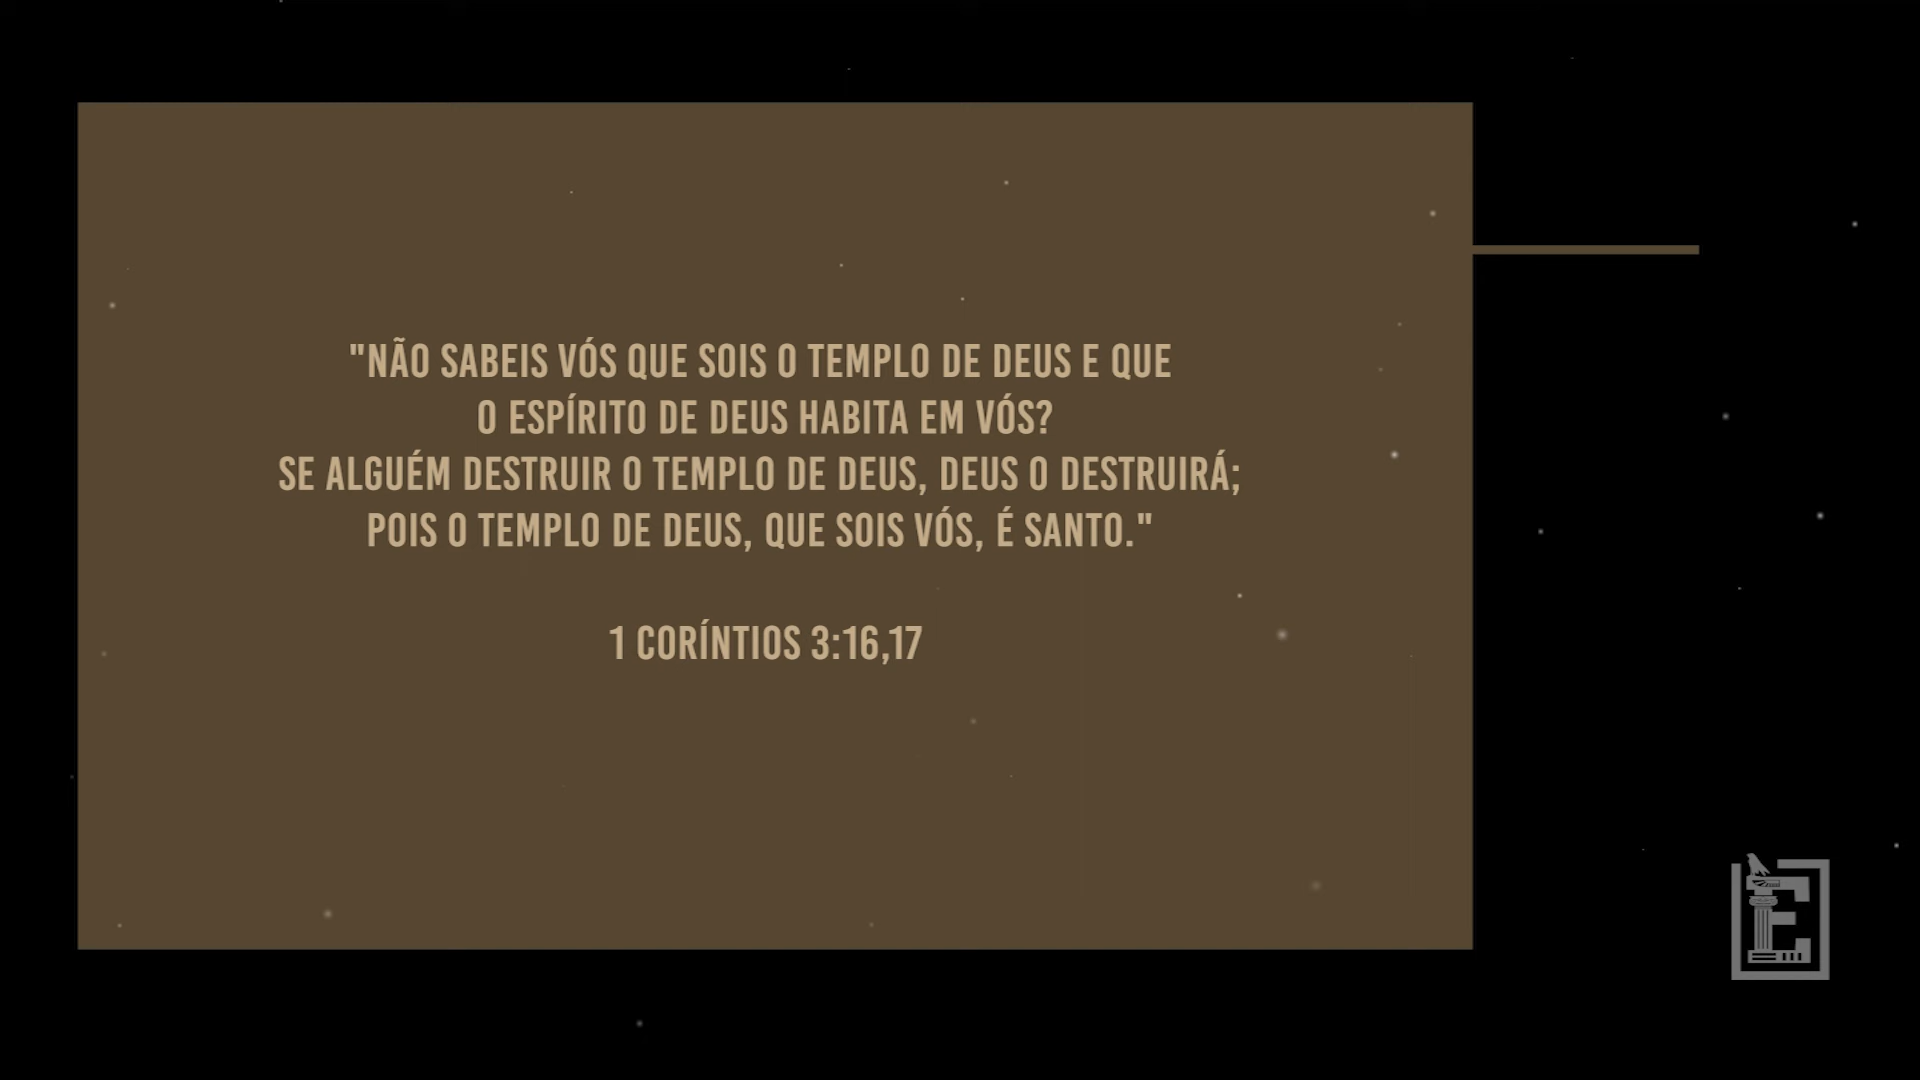 "NÃO SABEIS VÓS QUE SOIS O TEMPLO DE DEUS E QUE
O ESPÍRITO DE DEUS HABITA EM VÓS?
SE ALGUÉM DESTRUIR O TEMPLO DE DEUS, DEUS O DESTRUIRÁ;
POIS O TEMPLO DE DEUS, QUE SOIS VÓS, É SANTO."
1 CORÍNTIOS 3:16,17
E